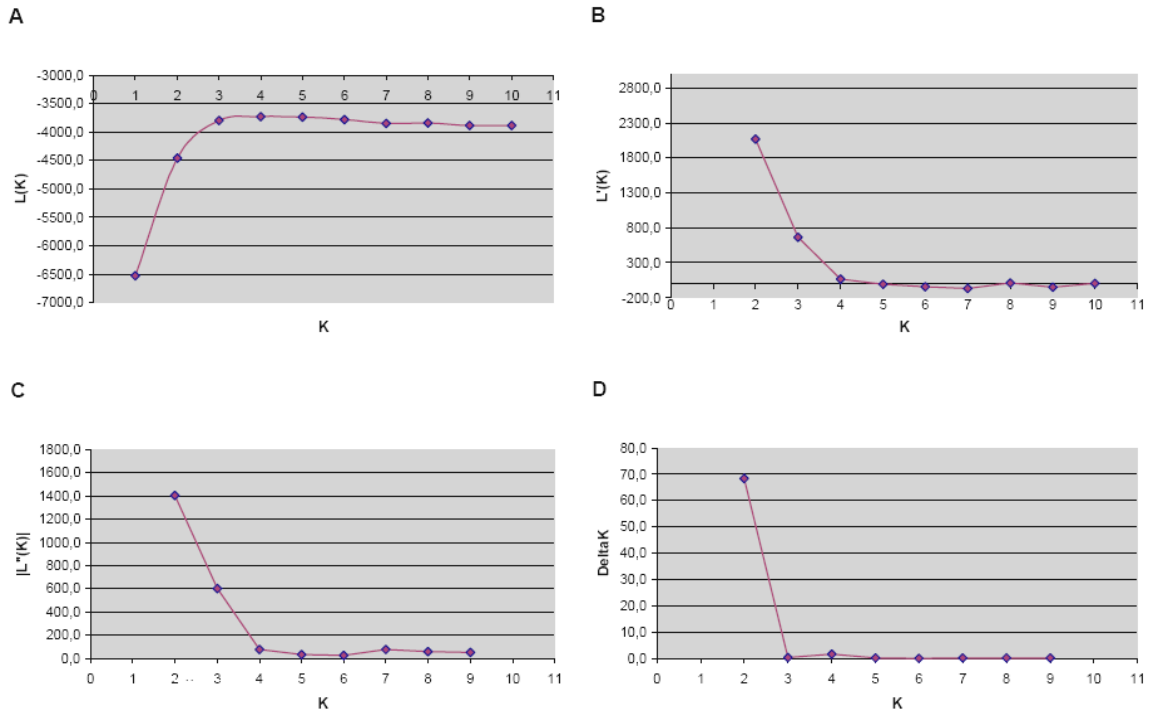 A
-3000,0
-3500,0
-4000,0
-4500,0
-5000,0
-5500,0
-6000,0
-6500,0
-7000,0
0 1 2 3 4 5 6 7 8 9 10 11
L(K)
K
B
2800,0
2300,0
1800,0
1300,0
800,0
300,0
-200,0
0 1 2 3 4 5 6 7 8 9 10 11
L'(K)
K
C
1800,0
1600,0
1400,0
1200,0
1000,0
800,0
600,0
400,0
200,0
0,0
0 1 2 3 4 5 6 7 8 9 10 11
|L"(K)|
K
D
80,0
70,0
60,0
50,0
40,0
30,0
20,0
10,0
0,0
0 1 2 3 4 5 6 7 8 9 10 11
DeltaK
K